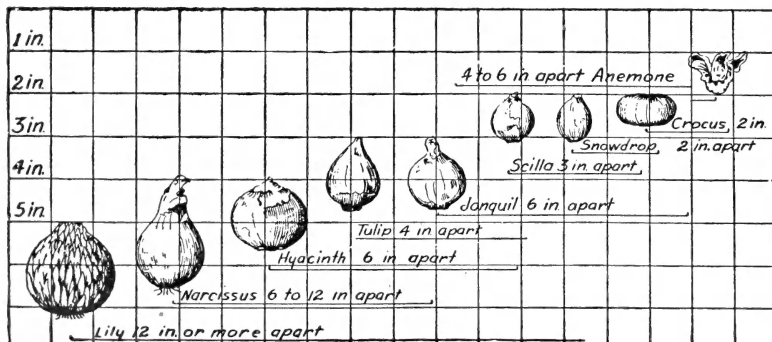 1 in.
2 in.
3 in.
4 in.
5 in.
4 to 6 in apart Anemone
Crocus, 2 in.
Snowdrop 2 in. apart
Scilla 3 in. apart
Jonquil 6 in apart
Tulip 4 in apart
Hyacinth 6 in apart
Narcissus 6 to 12 in apart
Lily 12 in. or more apart